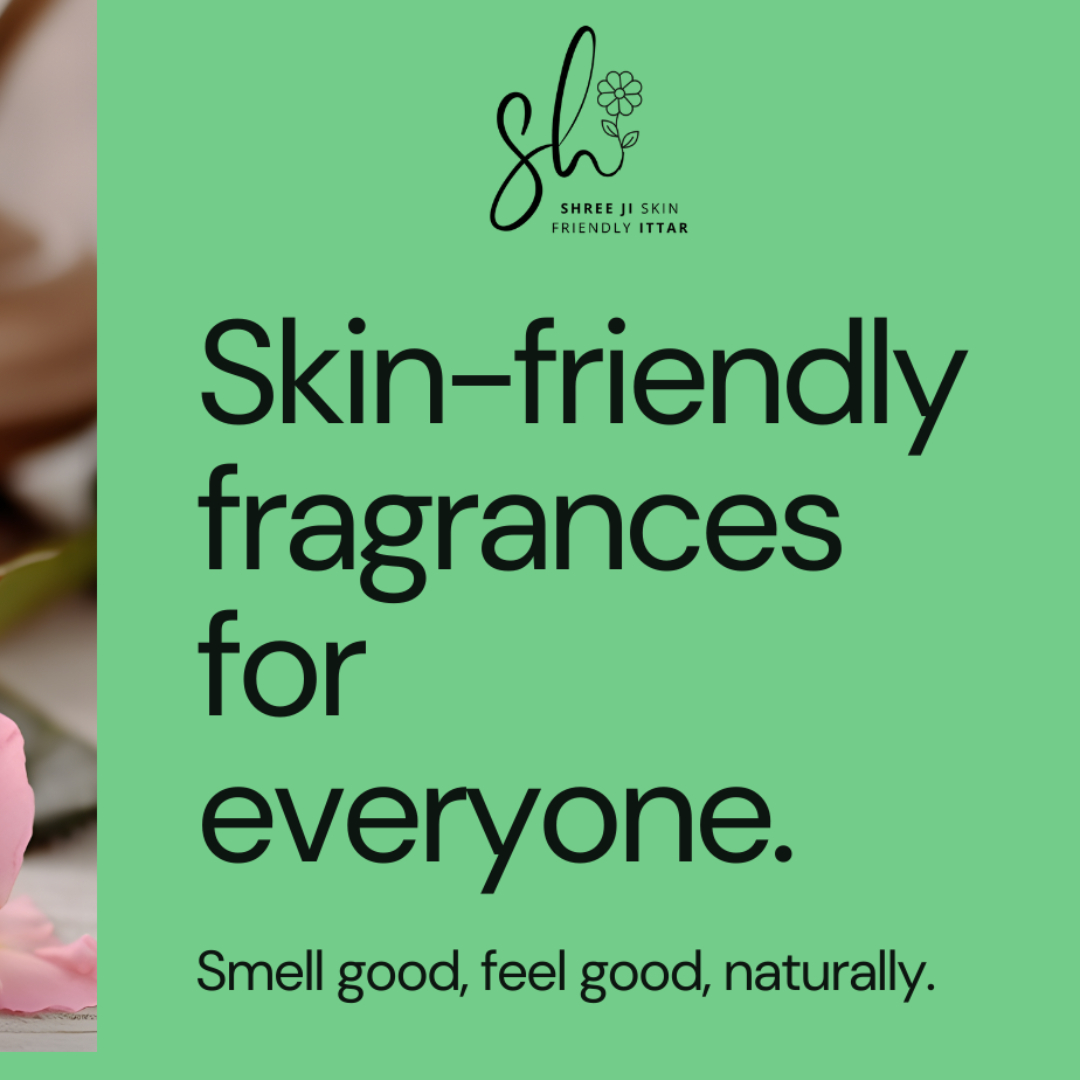 sh
SHREE JI SKIN
FRIENDLY ITTAR
Skin-friendly
fragrances
for
everyone.
Smell good, feel good, naturally.